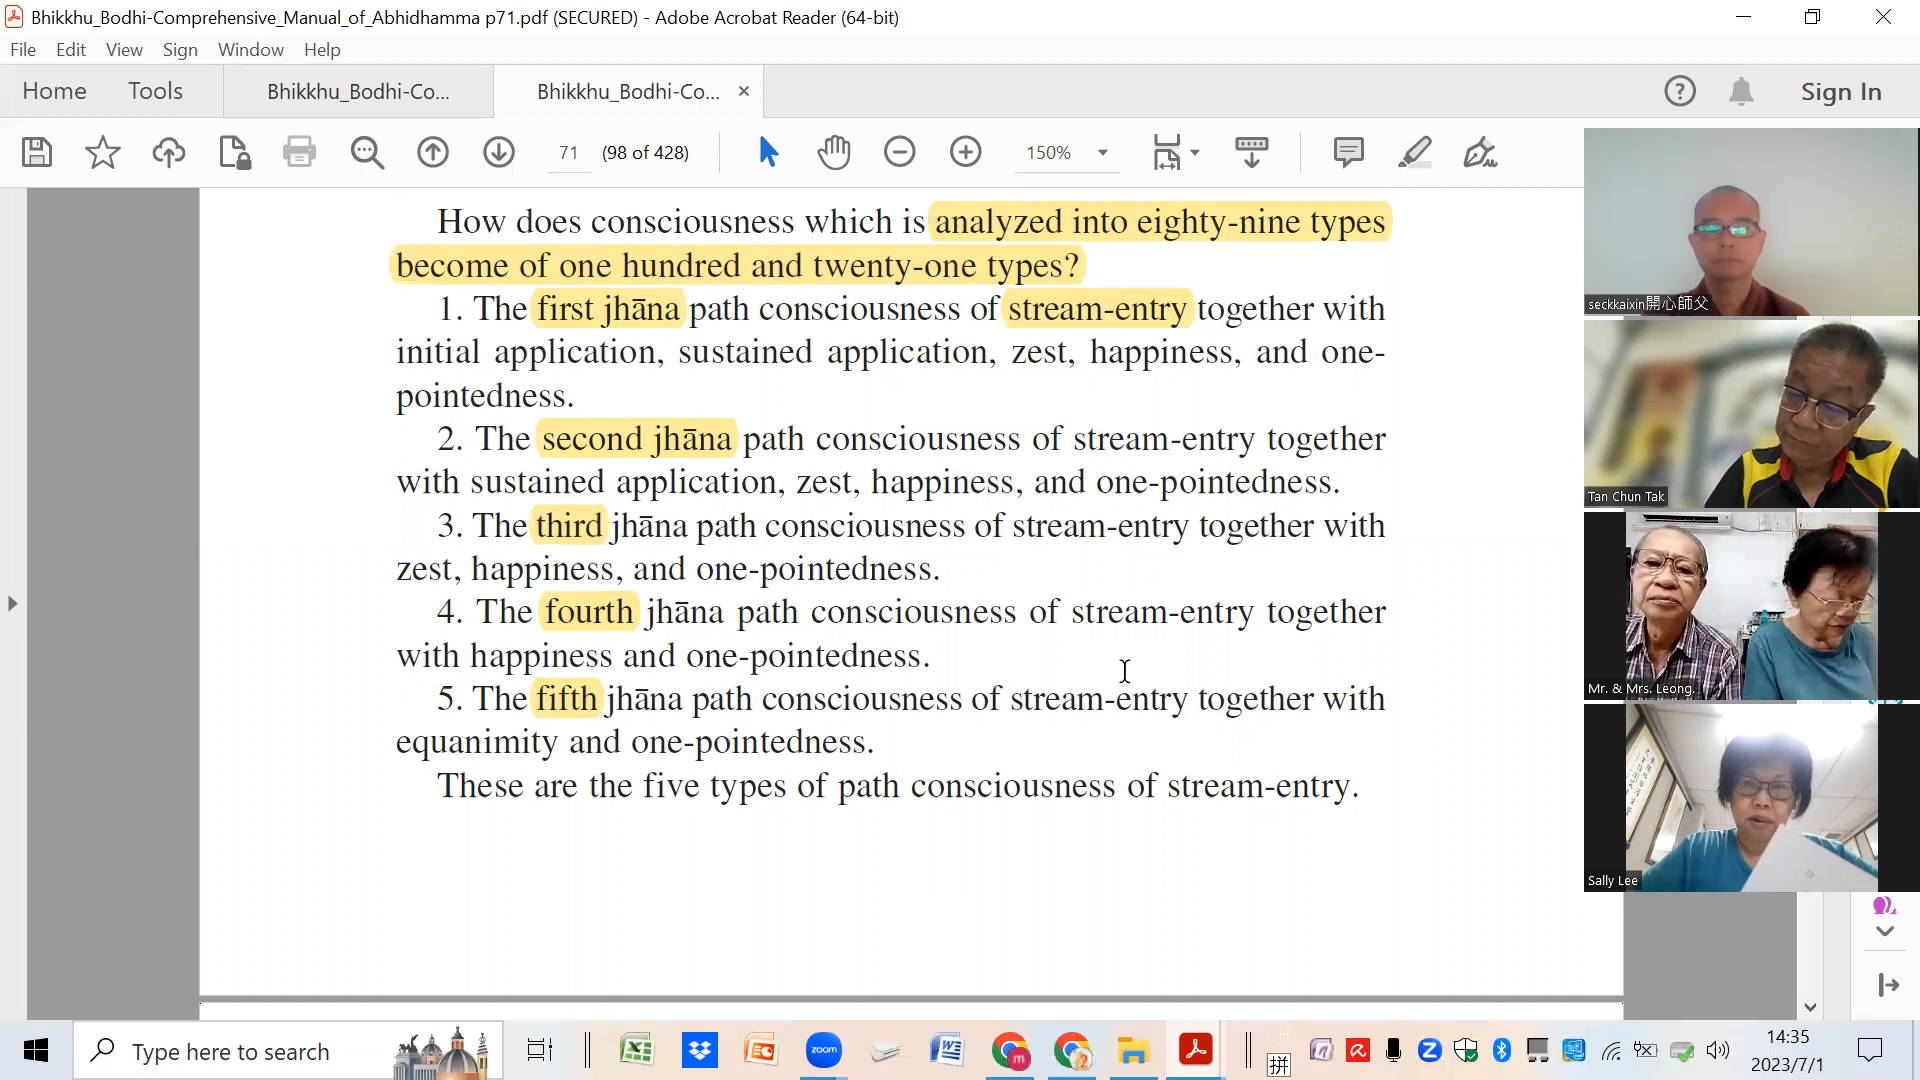 Bhikkhu_Bodhi-Comprehensive_Manual_of_Abhidhamma p71.pdf (SECURED) - Adobe Acrobat Reader (64-bit)
File Edit View Sign Window Help
Home Tools Bhikkhu_Bodhi-Co... Bhikkhu_Bodhi-Co... Sign In
71 (98 of 428) 150%
How does consciousness which is analyzed into eighty-nine types
become of one hundred and twenty-one types?
1. The first jhāna path consciousness of stream-entry together with
initial application, sustained application, zest, happiness, and one-
pointedness.
2. The second jhāna path consciousness of stream-entry together
with sustained application, zest, happiness, and one-pointedness.
3. The third jhāna path consciousness of stream-entry together with
zest, happiness, and one-pointedness.
4. The fourth jhāna path consciousness of stream-entry together
with happiness and one-pointedness.
5. The fifth jhāna path consciousness of stream-entry together with
equanimity and one-pointedness.
These are the five types of path consciousness of stream-entry.
seckkaixin開心師父
Tan Chun Tak
Mr. & Mrs. Leong.
Sally Lee
Type here to search
zoom
拼
14:35
2023/7/1